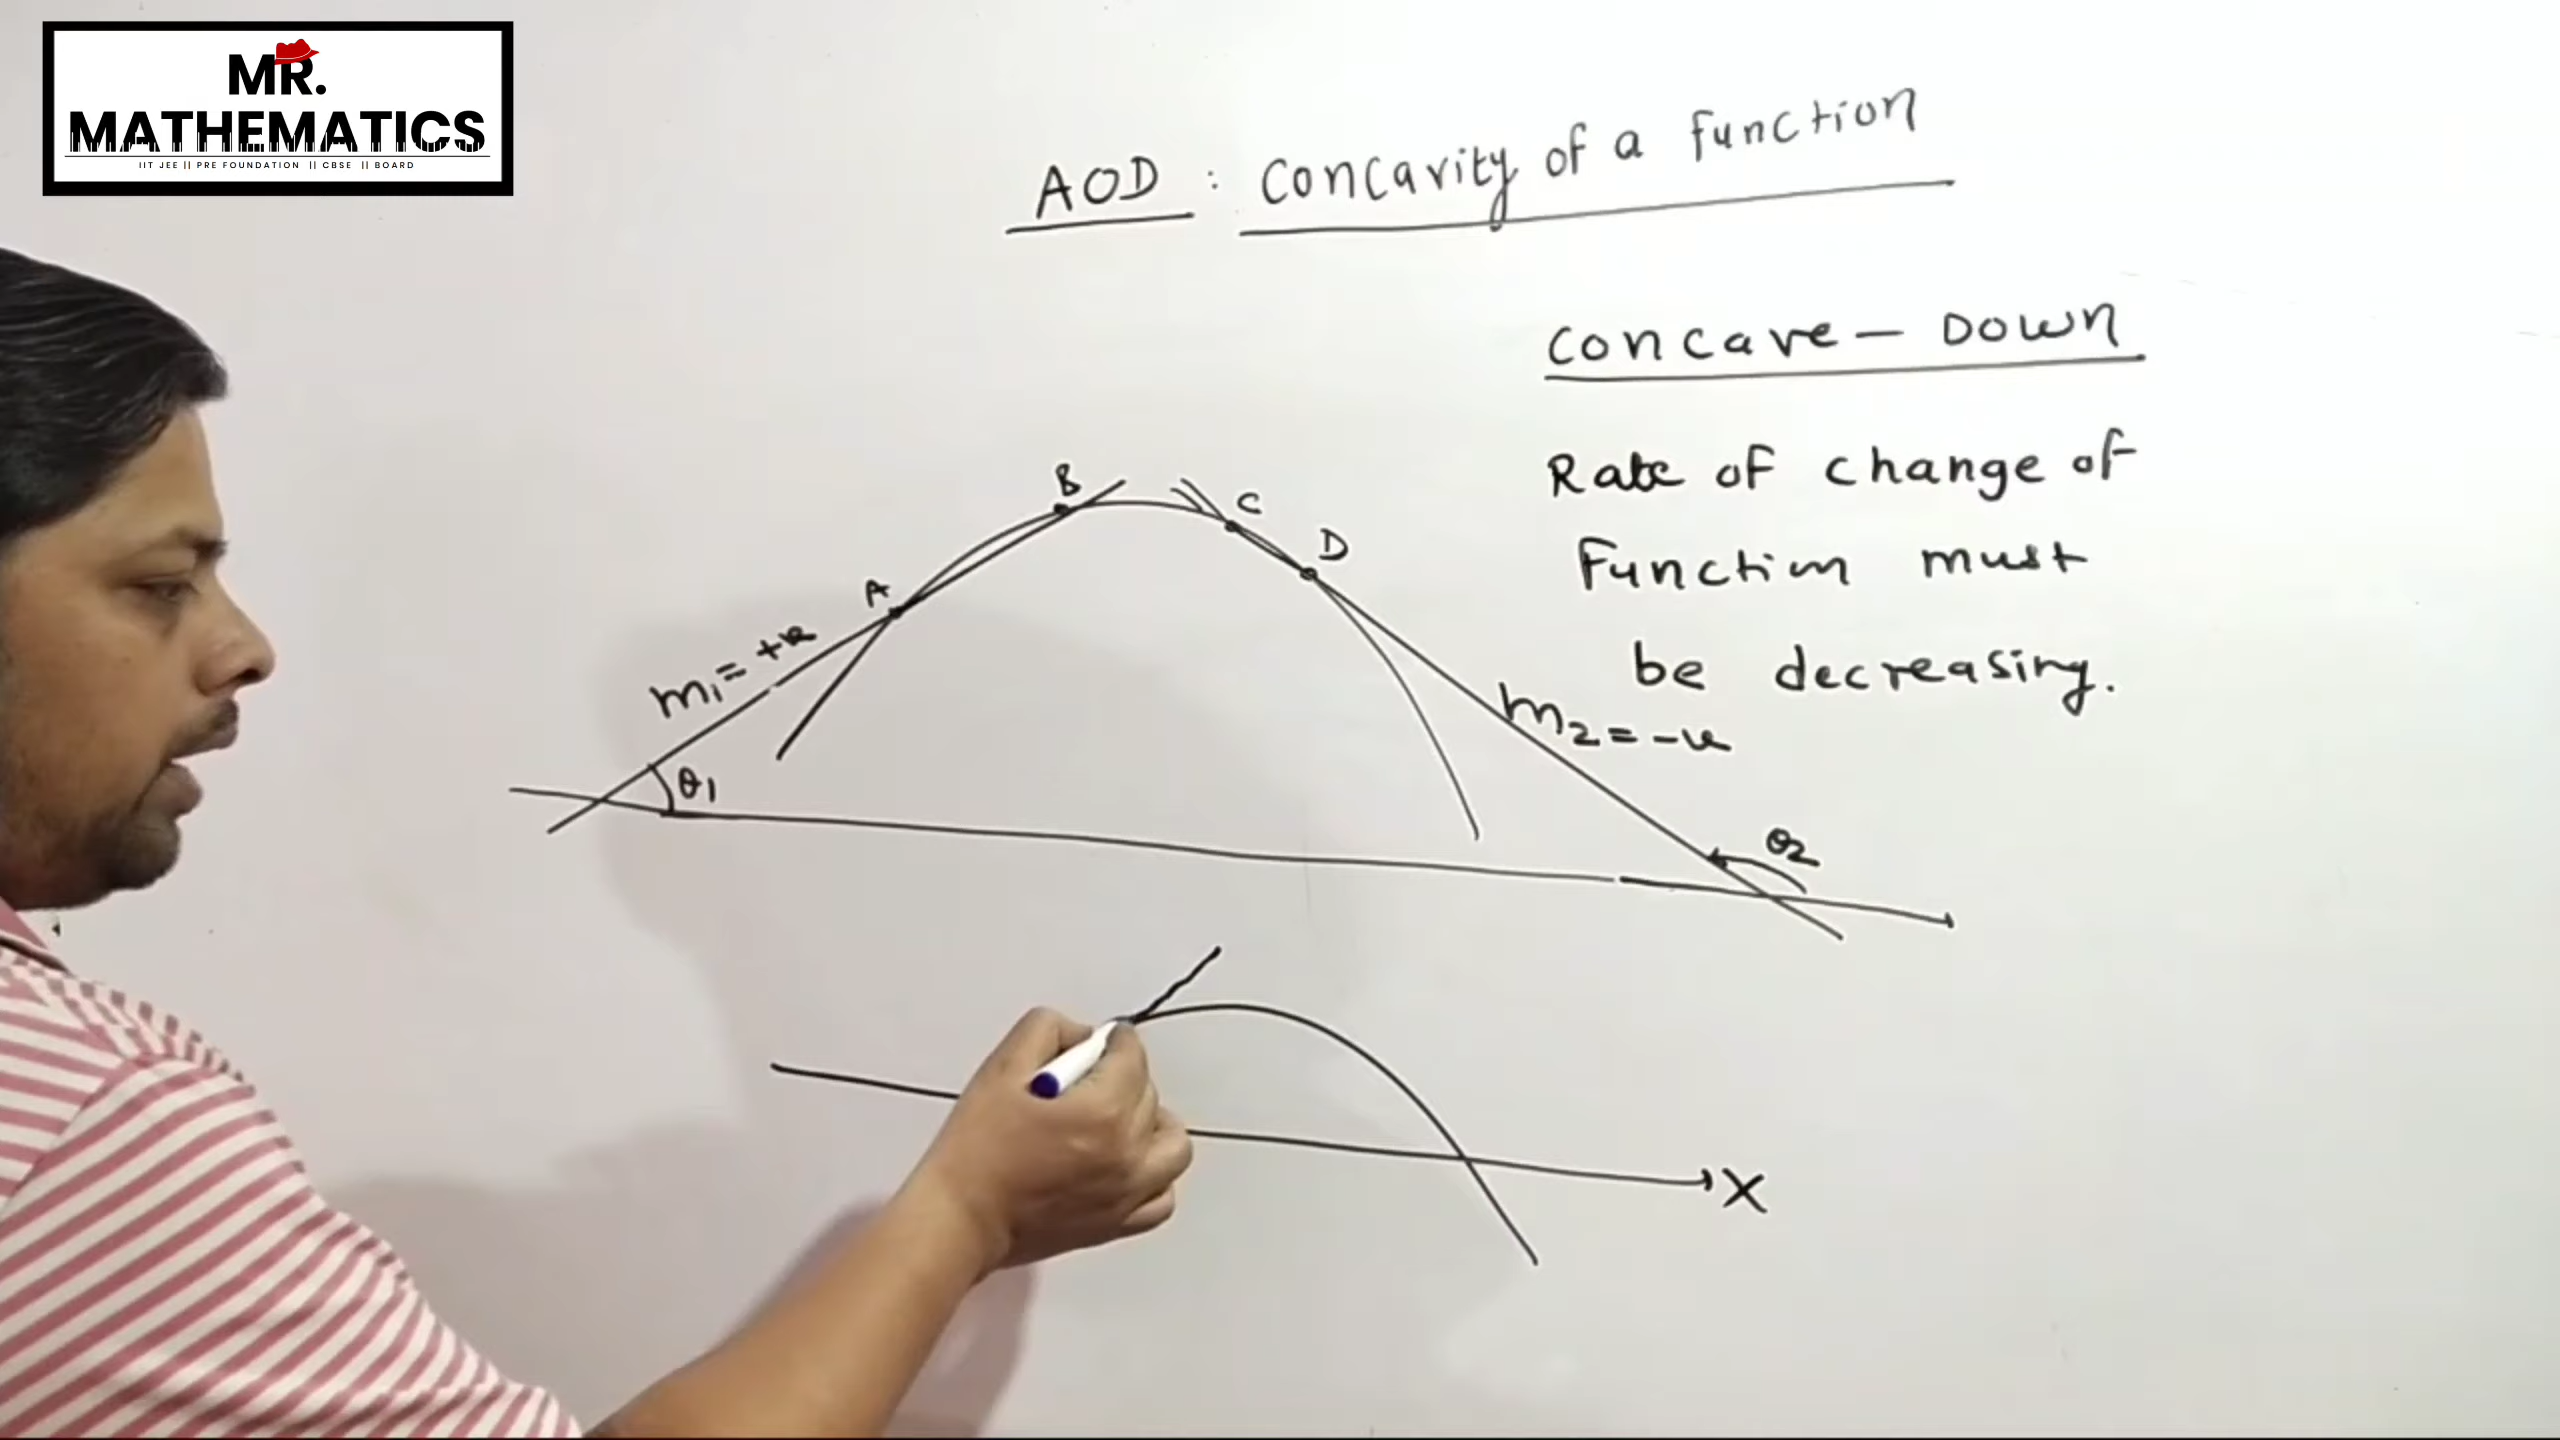 MR.
MATHEMATICS
IIT JEE || PRE FOUNDATION || CBSE || BOARD
AOD : Concavity of a function
Concave - Down
Rate of change of
Function must
be decreasing.
B
C
D
A
m1 = +ve
m2 = -ve
θ1
θ2
X